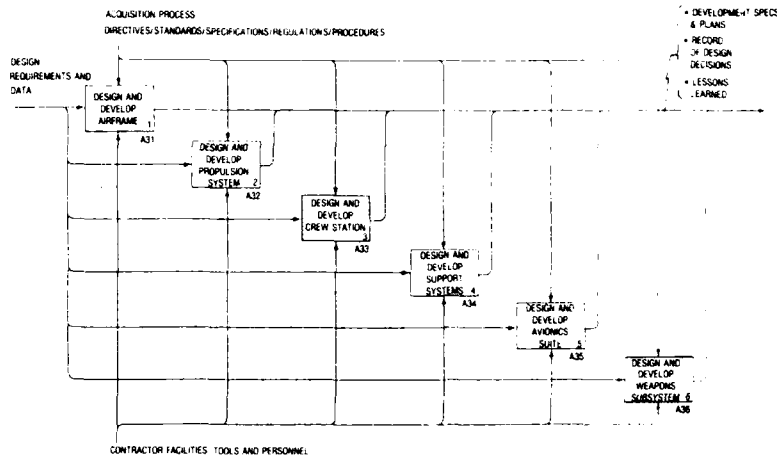 ACQUISITION PROCESS
DIRECTIVES/STANDARDS/SPECIFICATIONS/REGULATIONS/PROCEDURES
• DEVELOPMENT SPECS
& PLANS
• RECORD
OF DESIGN
DECISIONS
• LESSONS
LEARNED
DESIGN
REQUIREMENTS AND
DATA
DESIGN AND
DEVELOP
AIRFRAME
1
A31
DESIGN AND
DEVELOP
PROPULSION
SYSTEM 2
A32
DESIGN AND
DEVELOP
CREW STATION
3
A33
DESIGN AND
DEVELOP
SUPPORT
SYSTEMS 4
A34
DESIGN AND
DEVELOP
AVIONICS
SUITE 5
A35
DESIGN AND
DEVELOP
WEAPONS
SUBSYSTEM 6
A36
CONTRACTOR FACILITIES TOOLS AND PERSONNEL